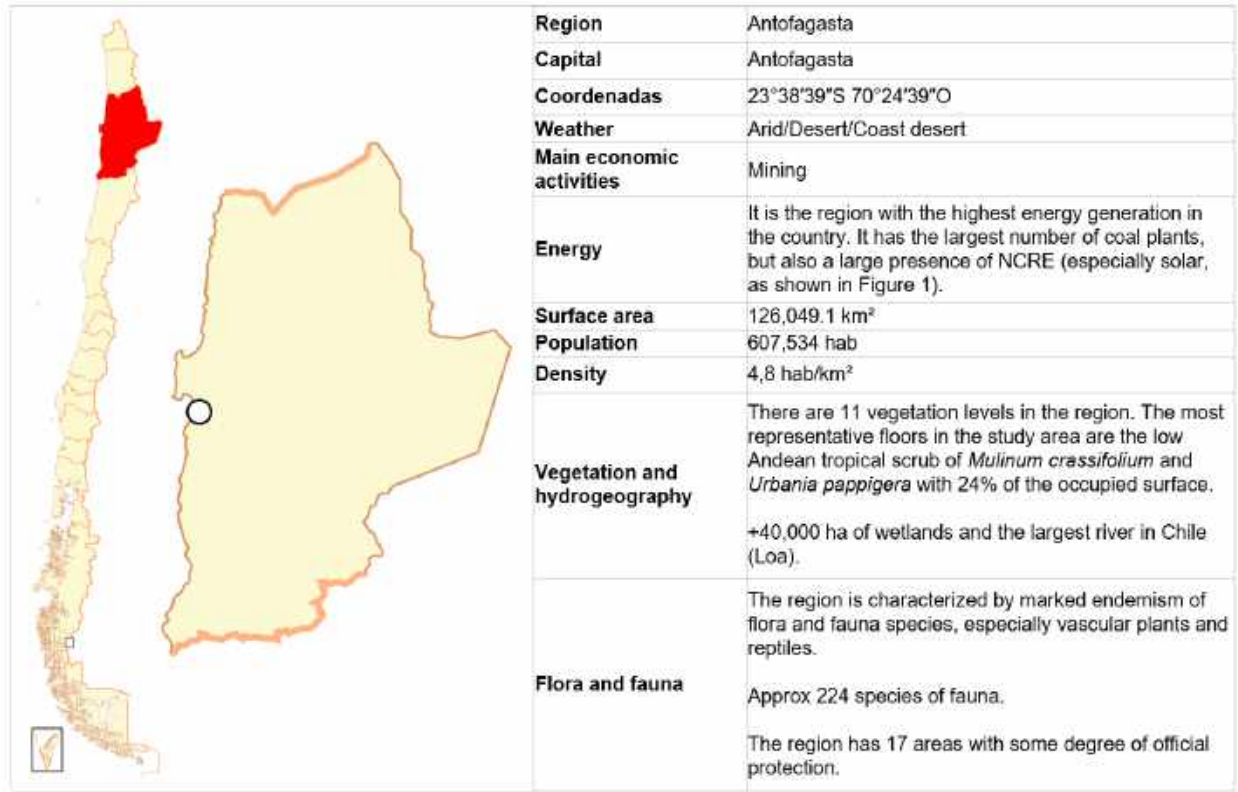 Region Antofagasta
Capital Antofagasta
Coordenadas 23°38′39″S 70°24′39″O
Weather Arid/Desert/Coast desert
Main economic
activities
Mining
Energy
It is the region with the highest energy generation in
the country. It has the largest number of coal plants,
but also a large presence of NCRE (especially solar,
as shown in Figure 1).
Surface area 126,049.1 km²
Population 607,534 hab
Density 4,8 hab/km²
Vegetation and
hydrogeography
There are 11 vegetation levels in the region. The most
representative floors in the study area are the low
Andean tropical scrub of Mulinum crassifolium and
Urbania pappigera with 24% of the occupied surface.
+40,000 ha of wetlands and the largest river in Chile
(Loa).
Flora and fauna
The region is characterized by marked endemism of
flora and fauna species, especially vascular plants and
reptiles.
Approx 224 species of fauna.
The region has 17 areas with some degree of official
protection.